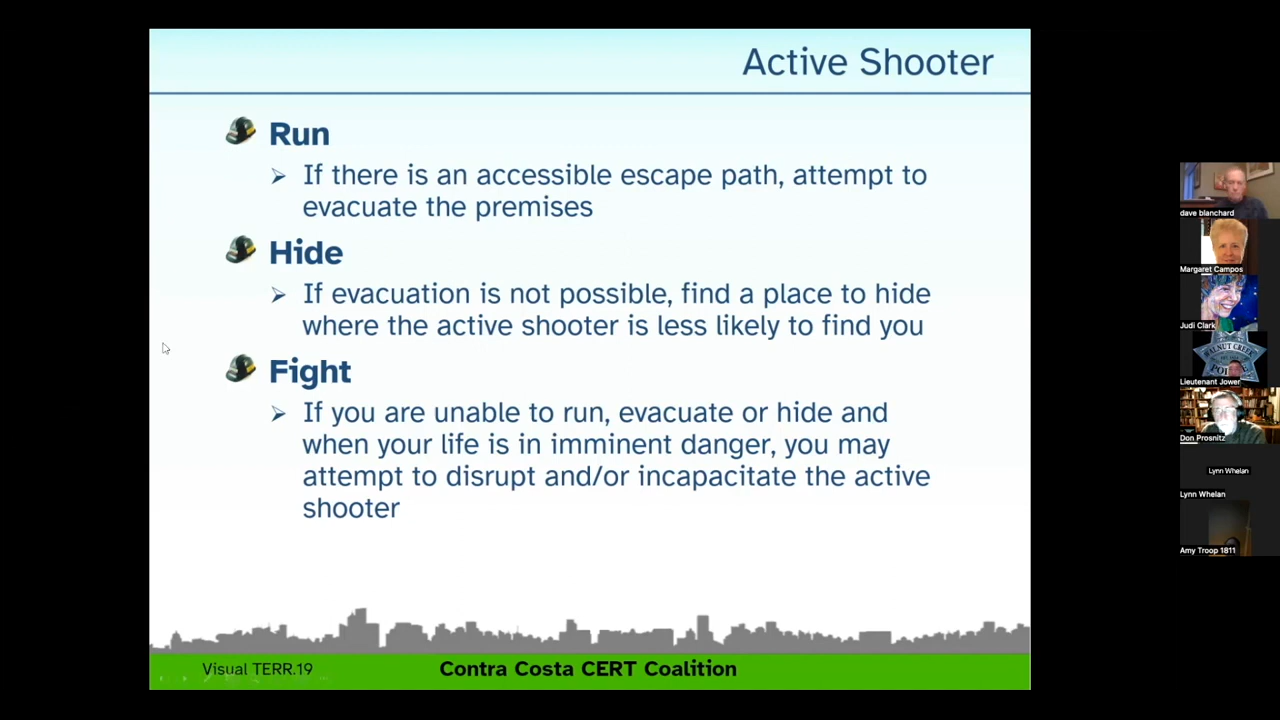 Active Shooter
Run
➢ If there is an accessible escape path, attempt to
evacuate the premises
Hide
➢ If evacuation is not possible, find a place to hide
where the active shooter is less likely to find you
Fight
➢ If you are unable to run, evacuate or hide and
when your life is in imminent danger, you may
attempt to disrupt and/or incapacitate the active
shooter
Visual TERR.19
Contra Costa CERT Coalition
dave blanchard
Margaret Campos
Judi Clark
WALNUT CREEK
Lieutenant Jower
Don Prosnitz
Lynn Whelan
Lynn Whelan
Amy Troop 1811